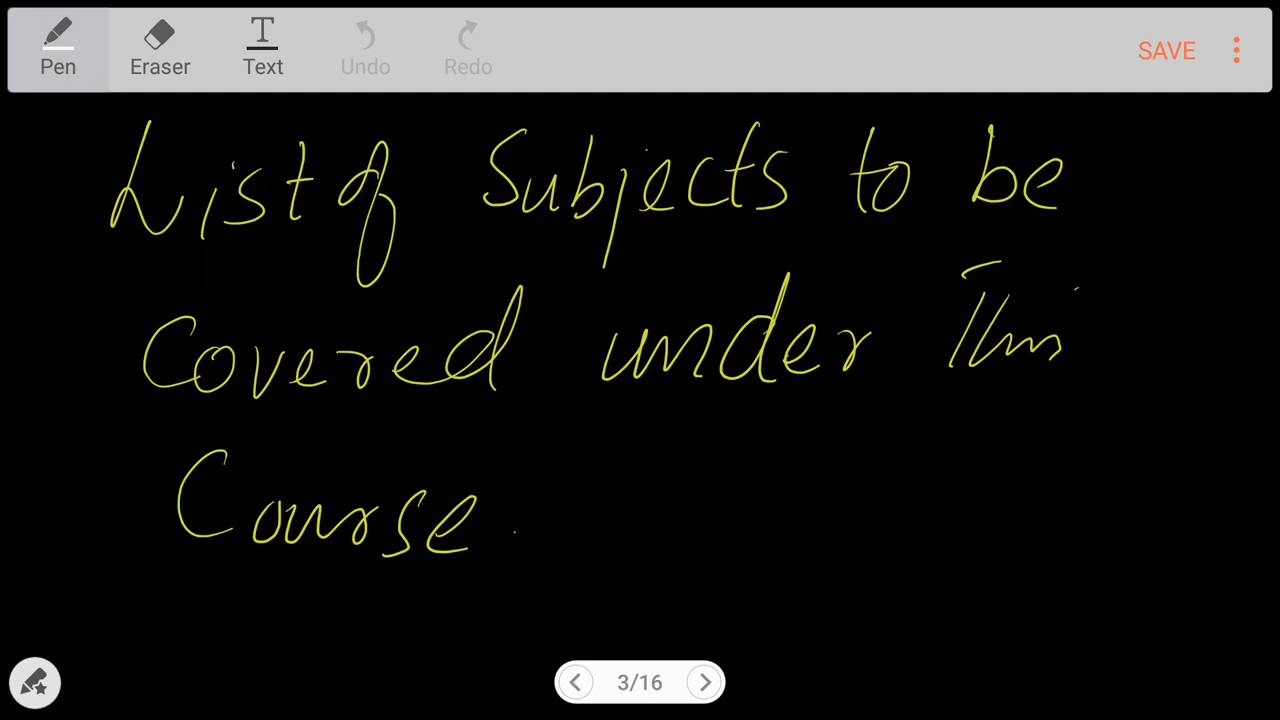 Pen Eraser Text Undo Redo SAVE
List of Subjects to be
Covered under This
Course.
3/16